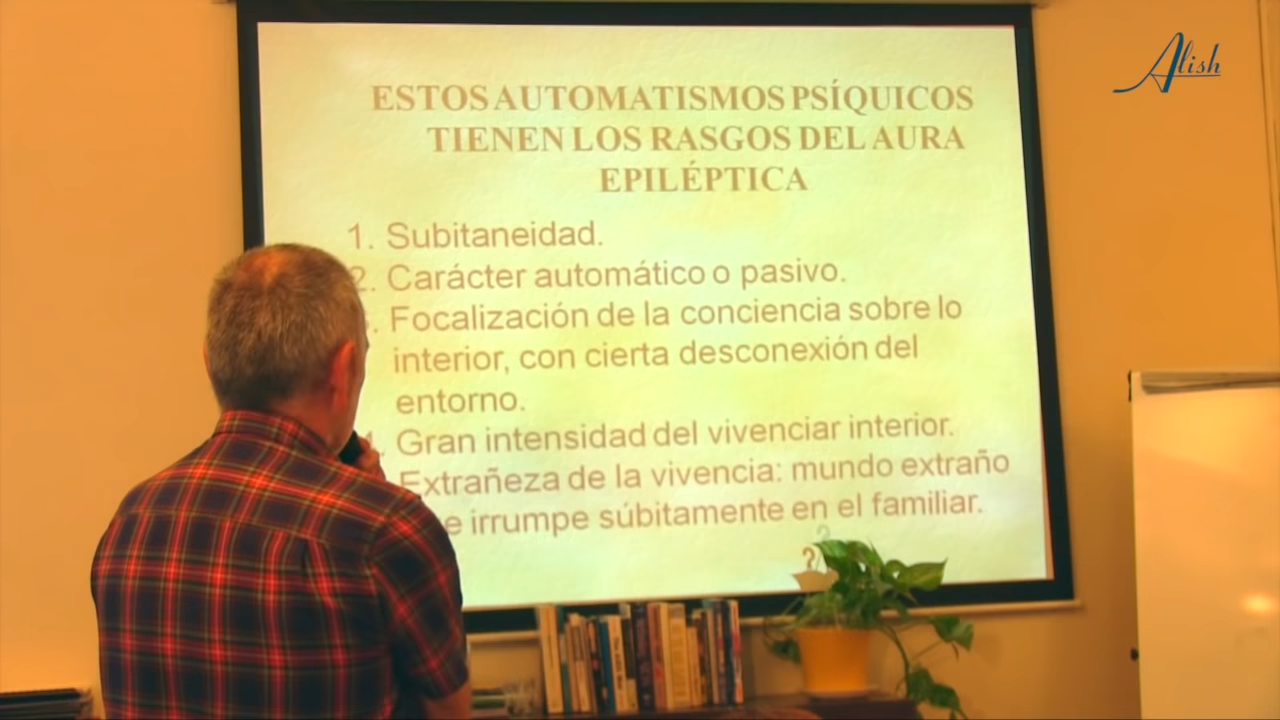 Alish
ESTOS AUTOMATISMOS PSÍQUICOS
TIENEN LOS RASGOS DEL AURA
EPILÉPTICA
1. Subitaneidad.
2. Carácter automático o pasivo.
. Focalización de la conciencia sobre lo
interior, con cierta desconexión del
entorno.
4. Gran intensidad del vivenciar interior.
Extrañeza de la vivencia: mundo extraño
e irrumpe súbitamente en el familiar.